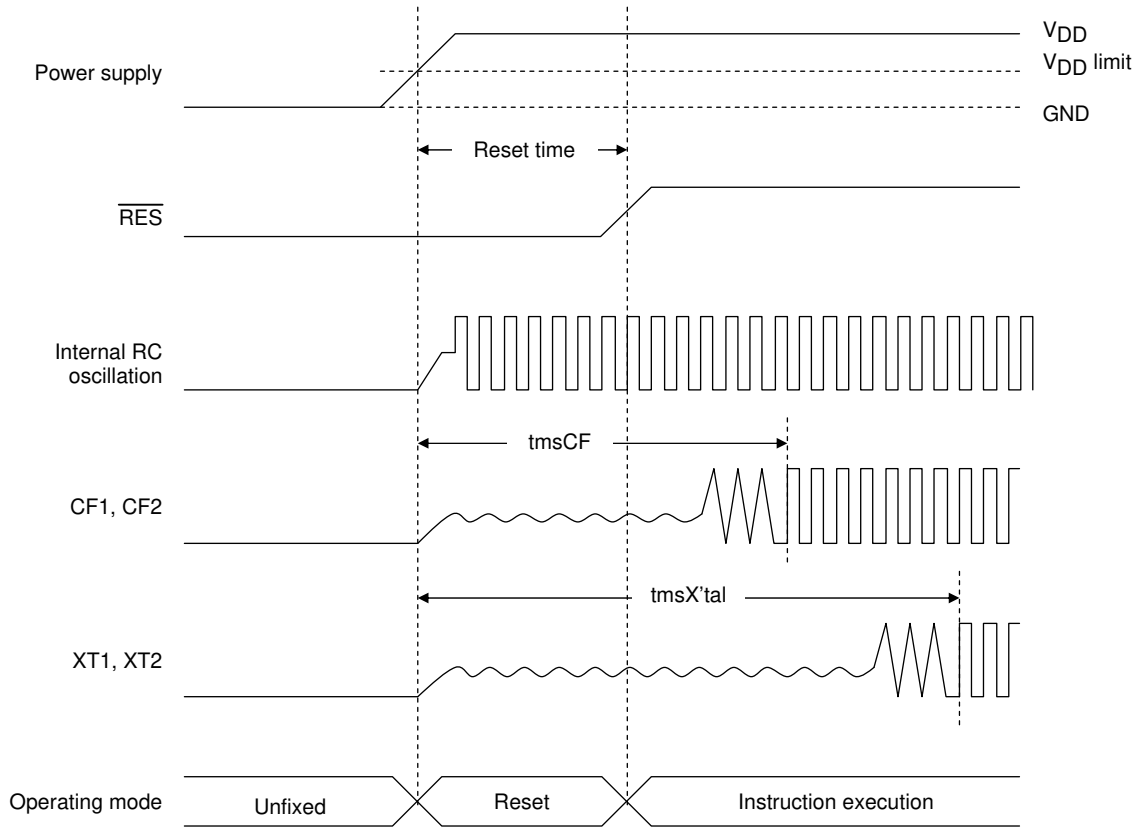 VDD
Power supply
VDD limit
GND
Reset time
RES
Internal RC
oscillation
tmsCF
CF1, CF2
tmsX'tal
XT1, XT2
Operating mode
Unfixed
Reset
Instruction execution